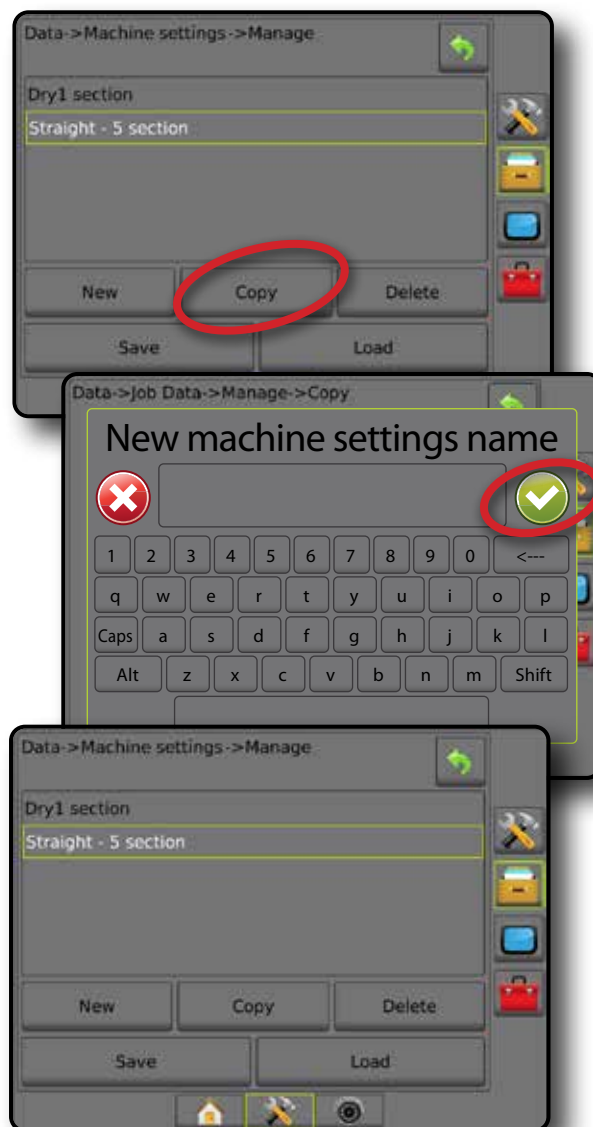 Data->Machine settings->Manage
Dry1 section
Straight - 5 section
New Copy Delete
Save Load
Data->Job Data->Manage->Copy
New machine settings name
1 2 3 4 5 6 7 8 9 0 <---
q w e r t y u i o p
Caps a s d f g h j k l
Alt z x c v b n m Shift
Data->Machine settings->Manage
Dry1 section
Straight - 5 section
New Copy Delete
Save Load